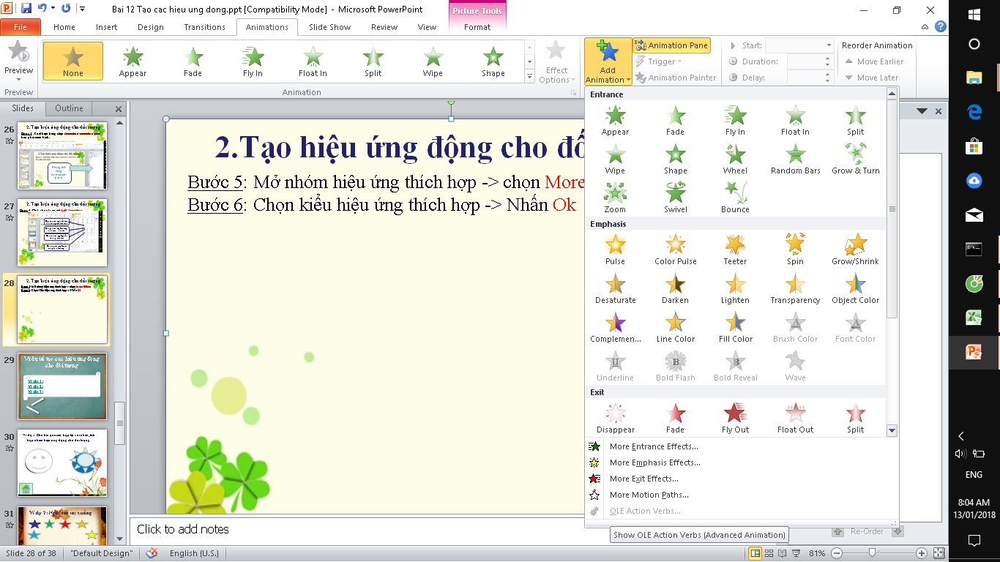 Bai 12 Tao cac hieu ung dong.ppt [Compatibility Mode] - Microsoft PowerPoint
Picture Tools
File Home Insert Design Transitions Animations Slide Show Review View Format
Preview
None Appear Fade Fly In Float In Split Wipe Shape
Effect Options
Add Animation
Animation Pane
Trigger
Animation Painter
Start:
Duration:
Delay:
Reorder Animation
Move Earlier
Move Later
Preview
Animation
Slides Outline
26
27
28
29
30
31
2.Tạo hiệu ứng động cho đố
Bước 5: Mở nhóm hiệu ứng thích hợp -> chọn More
Bước 6: Chọn kiểu hiệu ứng thích hợp -> Nhấn Ok
Entrance
Appear Fade Fly In Float In Split
Wipe Shape Wheel Random Bars Grow & Turn
Zoom Swivel Bounce
Emphasis
Pulse Color Pulse Teeter Spin Grow/Shrink
Desaturate Darken Lighten Transparency Object Color
Complemen... Line Color Fill Color Brush Color Font Color
Underline Bold Flash Bold Reveal Wave
Exit
Disappear Fade Fly Out Float Out Split
More Entrance Effects...
More Emphasis Effects...
More Exit Effects...
More Motion Paths...
OLE Action Verbs...
Show OLE Action Verbs (Advanced Animation)
Re-Order
Click to add notes
Slide 28 of 38
"Default Design"
English (U.S.)
81%
ENG
8:04 AM
13/01/2018